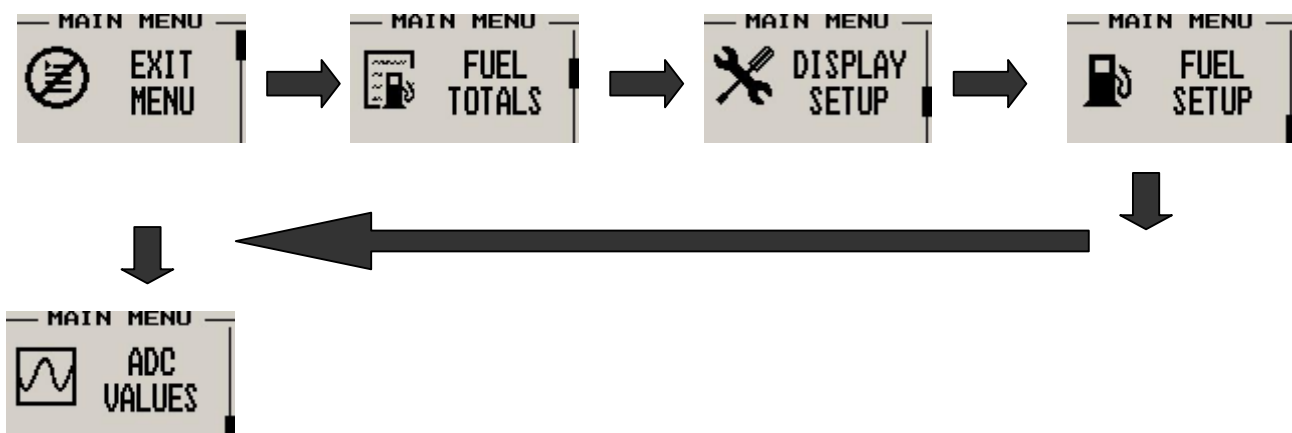 MAIN MENU
EXIT
MENU
MAIN MENU
FUEL
TOTALS
MAIN MENU
DISPLAY
SETUP
MAIN MENU
FUEL
SETUP
MAIN MENU
ADC
VALUES